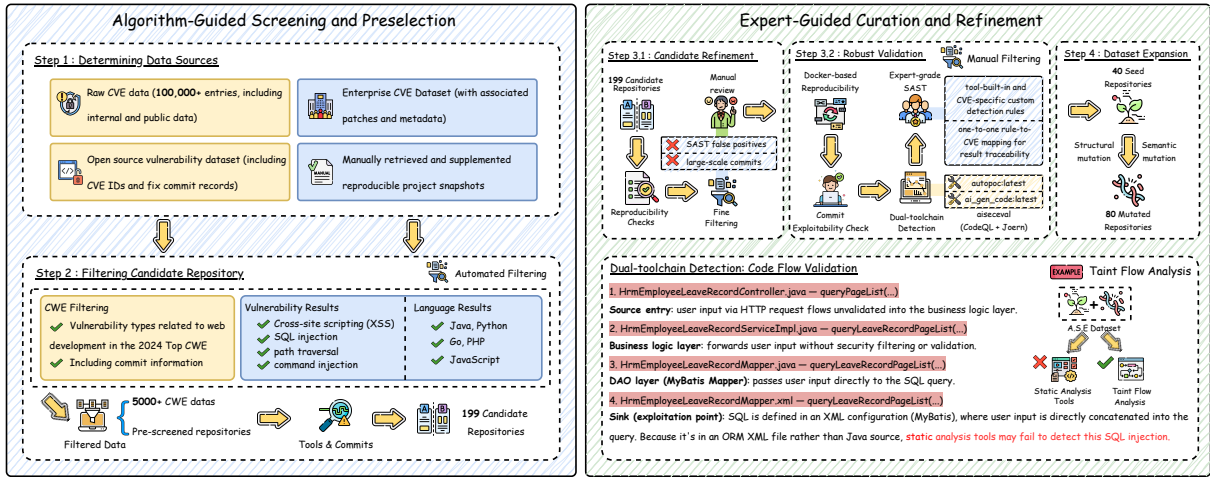 Algorithm-Guided Screening and Preselection
Step 1 : Determining Data Sources
Raw CVE data (100,000+ entries, including
internal and public data)
Enterprise CVE Dataset (with associated
patches and metadata)
Open source vulnerability dataset (including
CVE IDs and fix commit records)
MANUAL
Manually retrieved and supplemented
reproducible project snapshots
Step 2 : Filtering Candidate Repository
Automated Filtering
CWE Filtering
Vulnerability types related to web
development in the 2024 Top CWE
Including commit information
Vulnerability Results
Cross-site scripting (XSS)
SQL injection
path traversal
command injection
Language Results
Java, Python
Go, PHP
JavaScript
Filtered Data
5000+ CWE datas
Pre-screened repositories
Tools & Commits
A B
199 Candidate
Repositories
Expert-Guided Curation and Refinement
Step 3.1 : Candidate Refinement
199 Candidate
Repositories
A B
Manual
review
SAST false positives
large-scale commits
Reproducibility
Checks
Fine
Filtering
Step 3.2 : Robust Validation
Manual Filtering
Docker-based
Reproducibility
Expert-grade
SAST
tool-built-in and
CVE-specific custom
detection rules
one-to-one rule-to-
CVE mapping for
result traceability
Commit
Exploitability Check
Dual-toolchain
Detection
autopoc:latest
ai_gen_code:latest
aiseceval
(CodeQL + Joern)
Step 4 : Dataset Expansion
40 Seed
Repositories
Structural
mutation
Semantic
mutation
80 Mutated
Repositories
Dual-toolchain Detection: Code Flow Validation
1. HrmEmployeeLeaveRecordController.java — queryPageList(...)
Source entry: user input via HTTP request flows unvalidated into the business logic layer.
2. HrmEmployeeLeaveRecordServiceImpl.java — queryLeaveRecordPageList(...)
Business logic layer: forwards user input without security filtering or validation.
3. HrmEmployeeLeaveRecordMapper.java — queryLeaveRecordPageList(...)
DAO layer (MyBatis Mapper): passes user input directly to the SQL query.
4. HrmEmployeeLeaveRecordMapper.xml — queryLeaveRecordPageList(...)
Sink (exploitation point): SQL is defined in an XML configuration (MyBatis), where user input is directly concatenated into the
query. Because it's in an ORM XML file rather than Java source, static analysis tools may fail to detect this SQL injection.
EXAMPLE
Taint Flow Analysis
A.S.E Dataset
Static Analysis
Tools
Taint Flow
Analysis